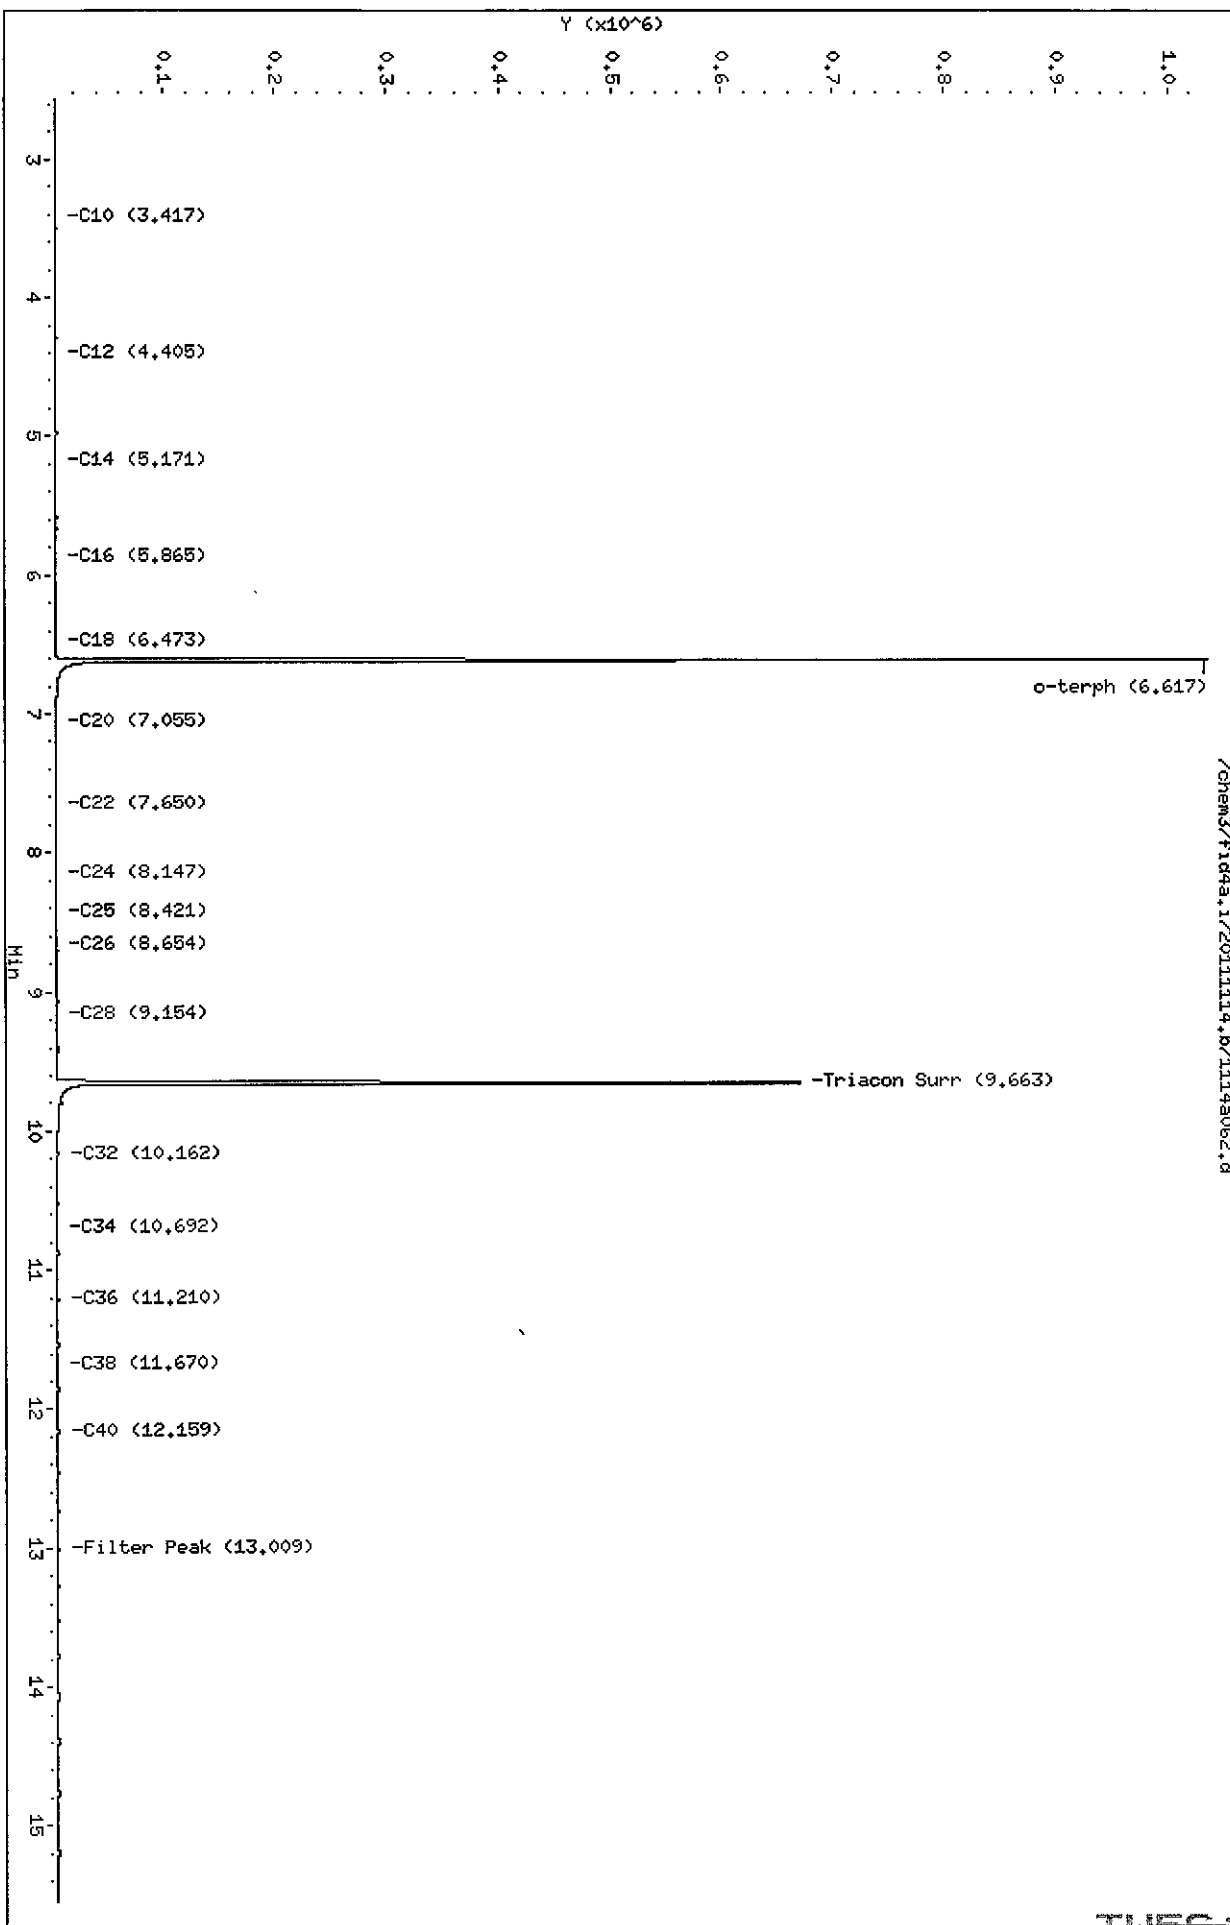 Y (x10^6)
0.1
0.2
0.3
0.4
0.5
0.6
0.7
0.8
0.9
1.0
3
-C10 (3.417)
4
-C12 (4.405)
5
-C14 (5.171)
-C16 (5.865)
6
-C18 (6.473)
o-terph (6.617)
7
-C20 (7.055)
-C22 (7.650)
8
-C24 (8.147)
-C25 (8.421)
-C26 (8.654)
Min
9
-C28 (9.154)
-Triacon Surr (9.663)
10
-C32 (10.162)
-C34 (10.692)
11
-C36 (11.210)
-C38 (11.670)
12
-C40 (12.159)
13
-Filter Peak (13.009)
14
15
/chem3/fid4a.i/20111114.b/1114a062.d